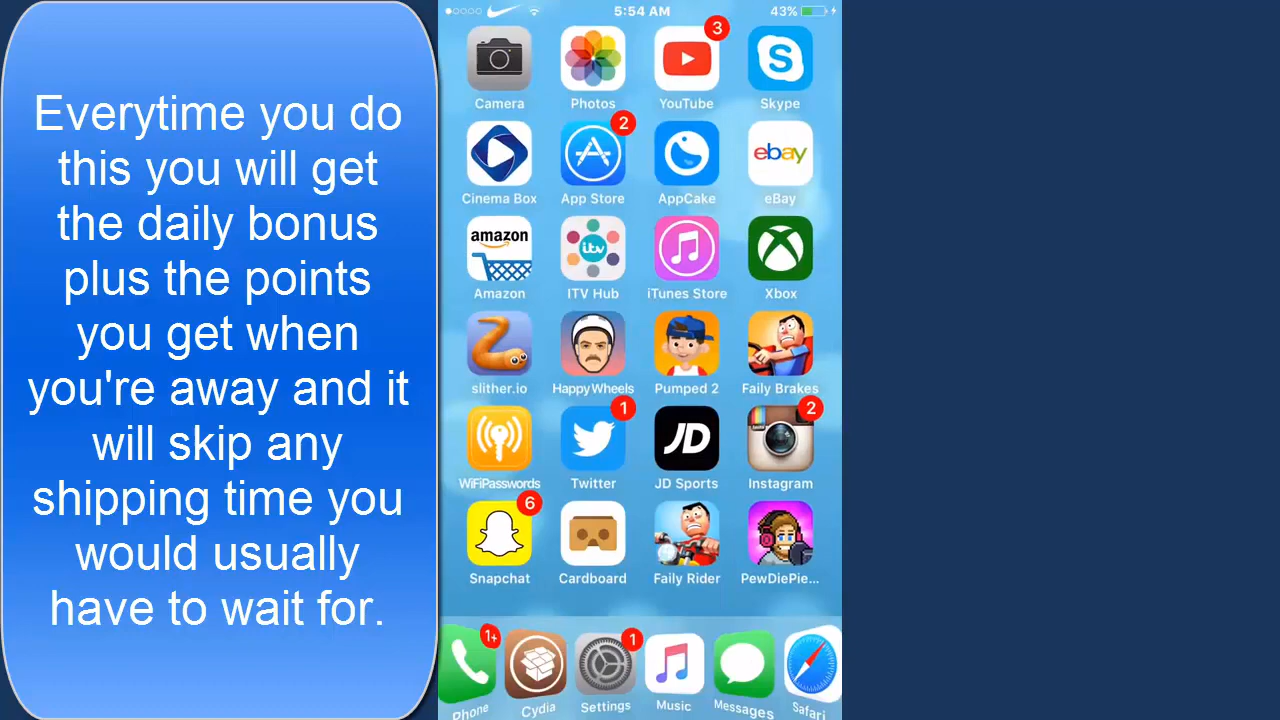 Everytime you do
this you will get
the daily bonus
plus the points
you get when
you're away and it
will skip any
shipping time you
would usually
have to wait for.
5:54 AM
43%
3
Camera
Photos
YouTube
Skype
2
ebay
Cinema Box
App Store
AppCake
eBay
amazon
itv
Amazon
ITV Hub
iTunes Store
Xbox
slither.io
Happy Wheels
Pumped 2
Faily Brakes
1
2
JD
WiFiPasswords
Twitter
JD Sports
Instagram
6
Snapchat
Cardboard
Faily Rider
PewDiePie...
1+
1
Phone
Cydia
Settings
Music
Messages
Safari